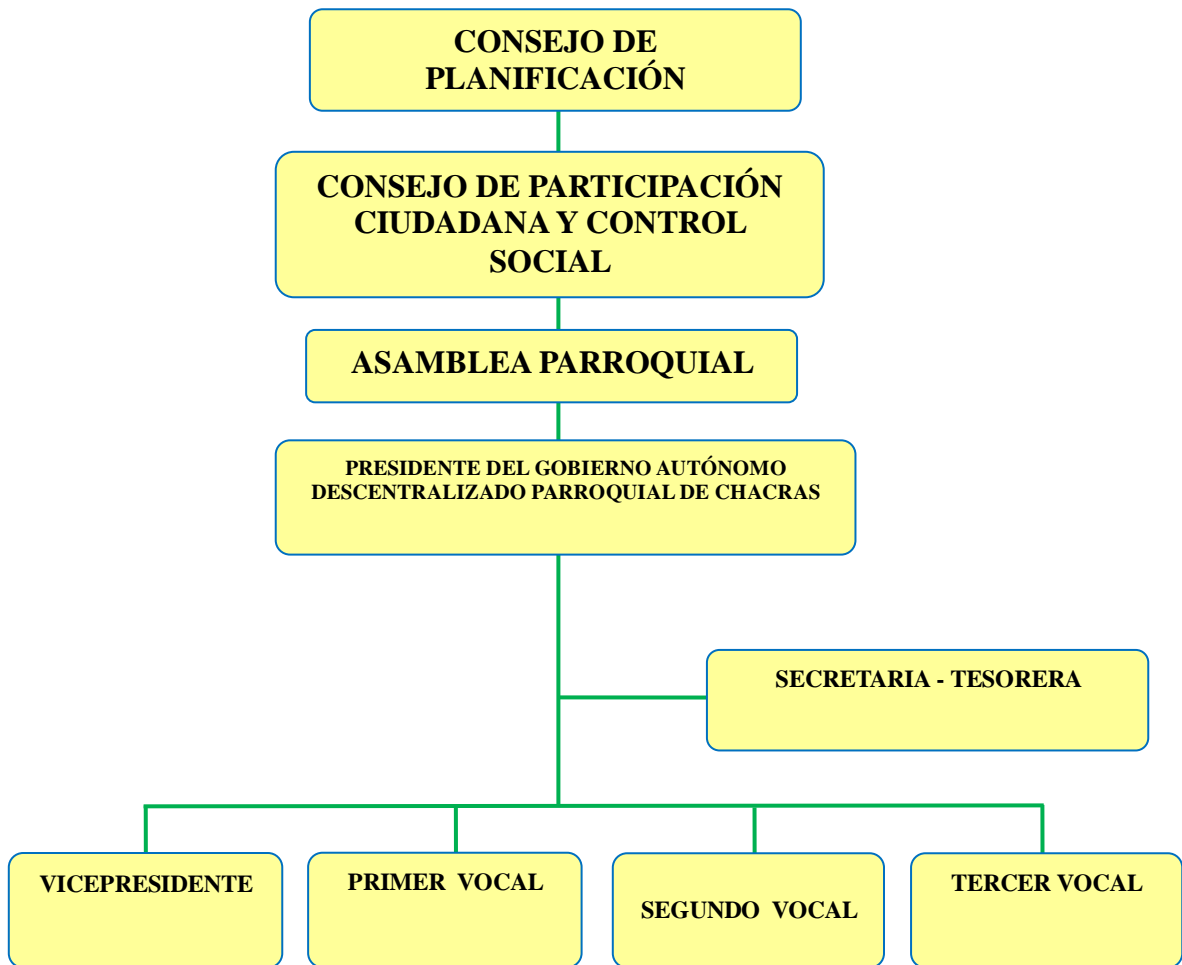 CONSEJO DE
PLANIFICACIÓN
CONSEJO DE PARTICIPACIÓN
CIUDADANA Y CONTROL
SOCIAL
ASAMBLEA PARROQUIAL
PRESIDENTE DEL GOBIERNO AUTÓNOMO
DESCENTRALIZADO PARROQUIAL DE CHACRAS
SECRETARIA - TESORERA
VICEPRESIDENTE
PRIMER VOCAL
SEGUNDO VOCAL
TERCER VOCAL